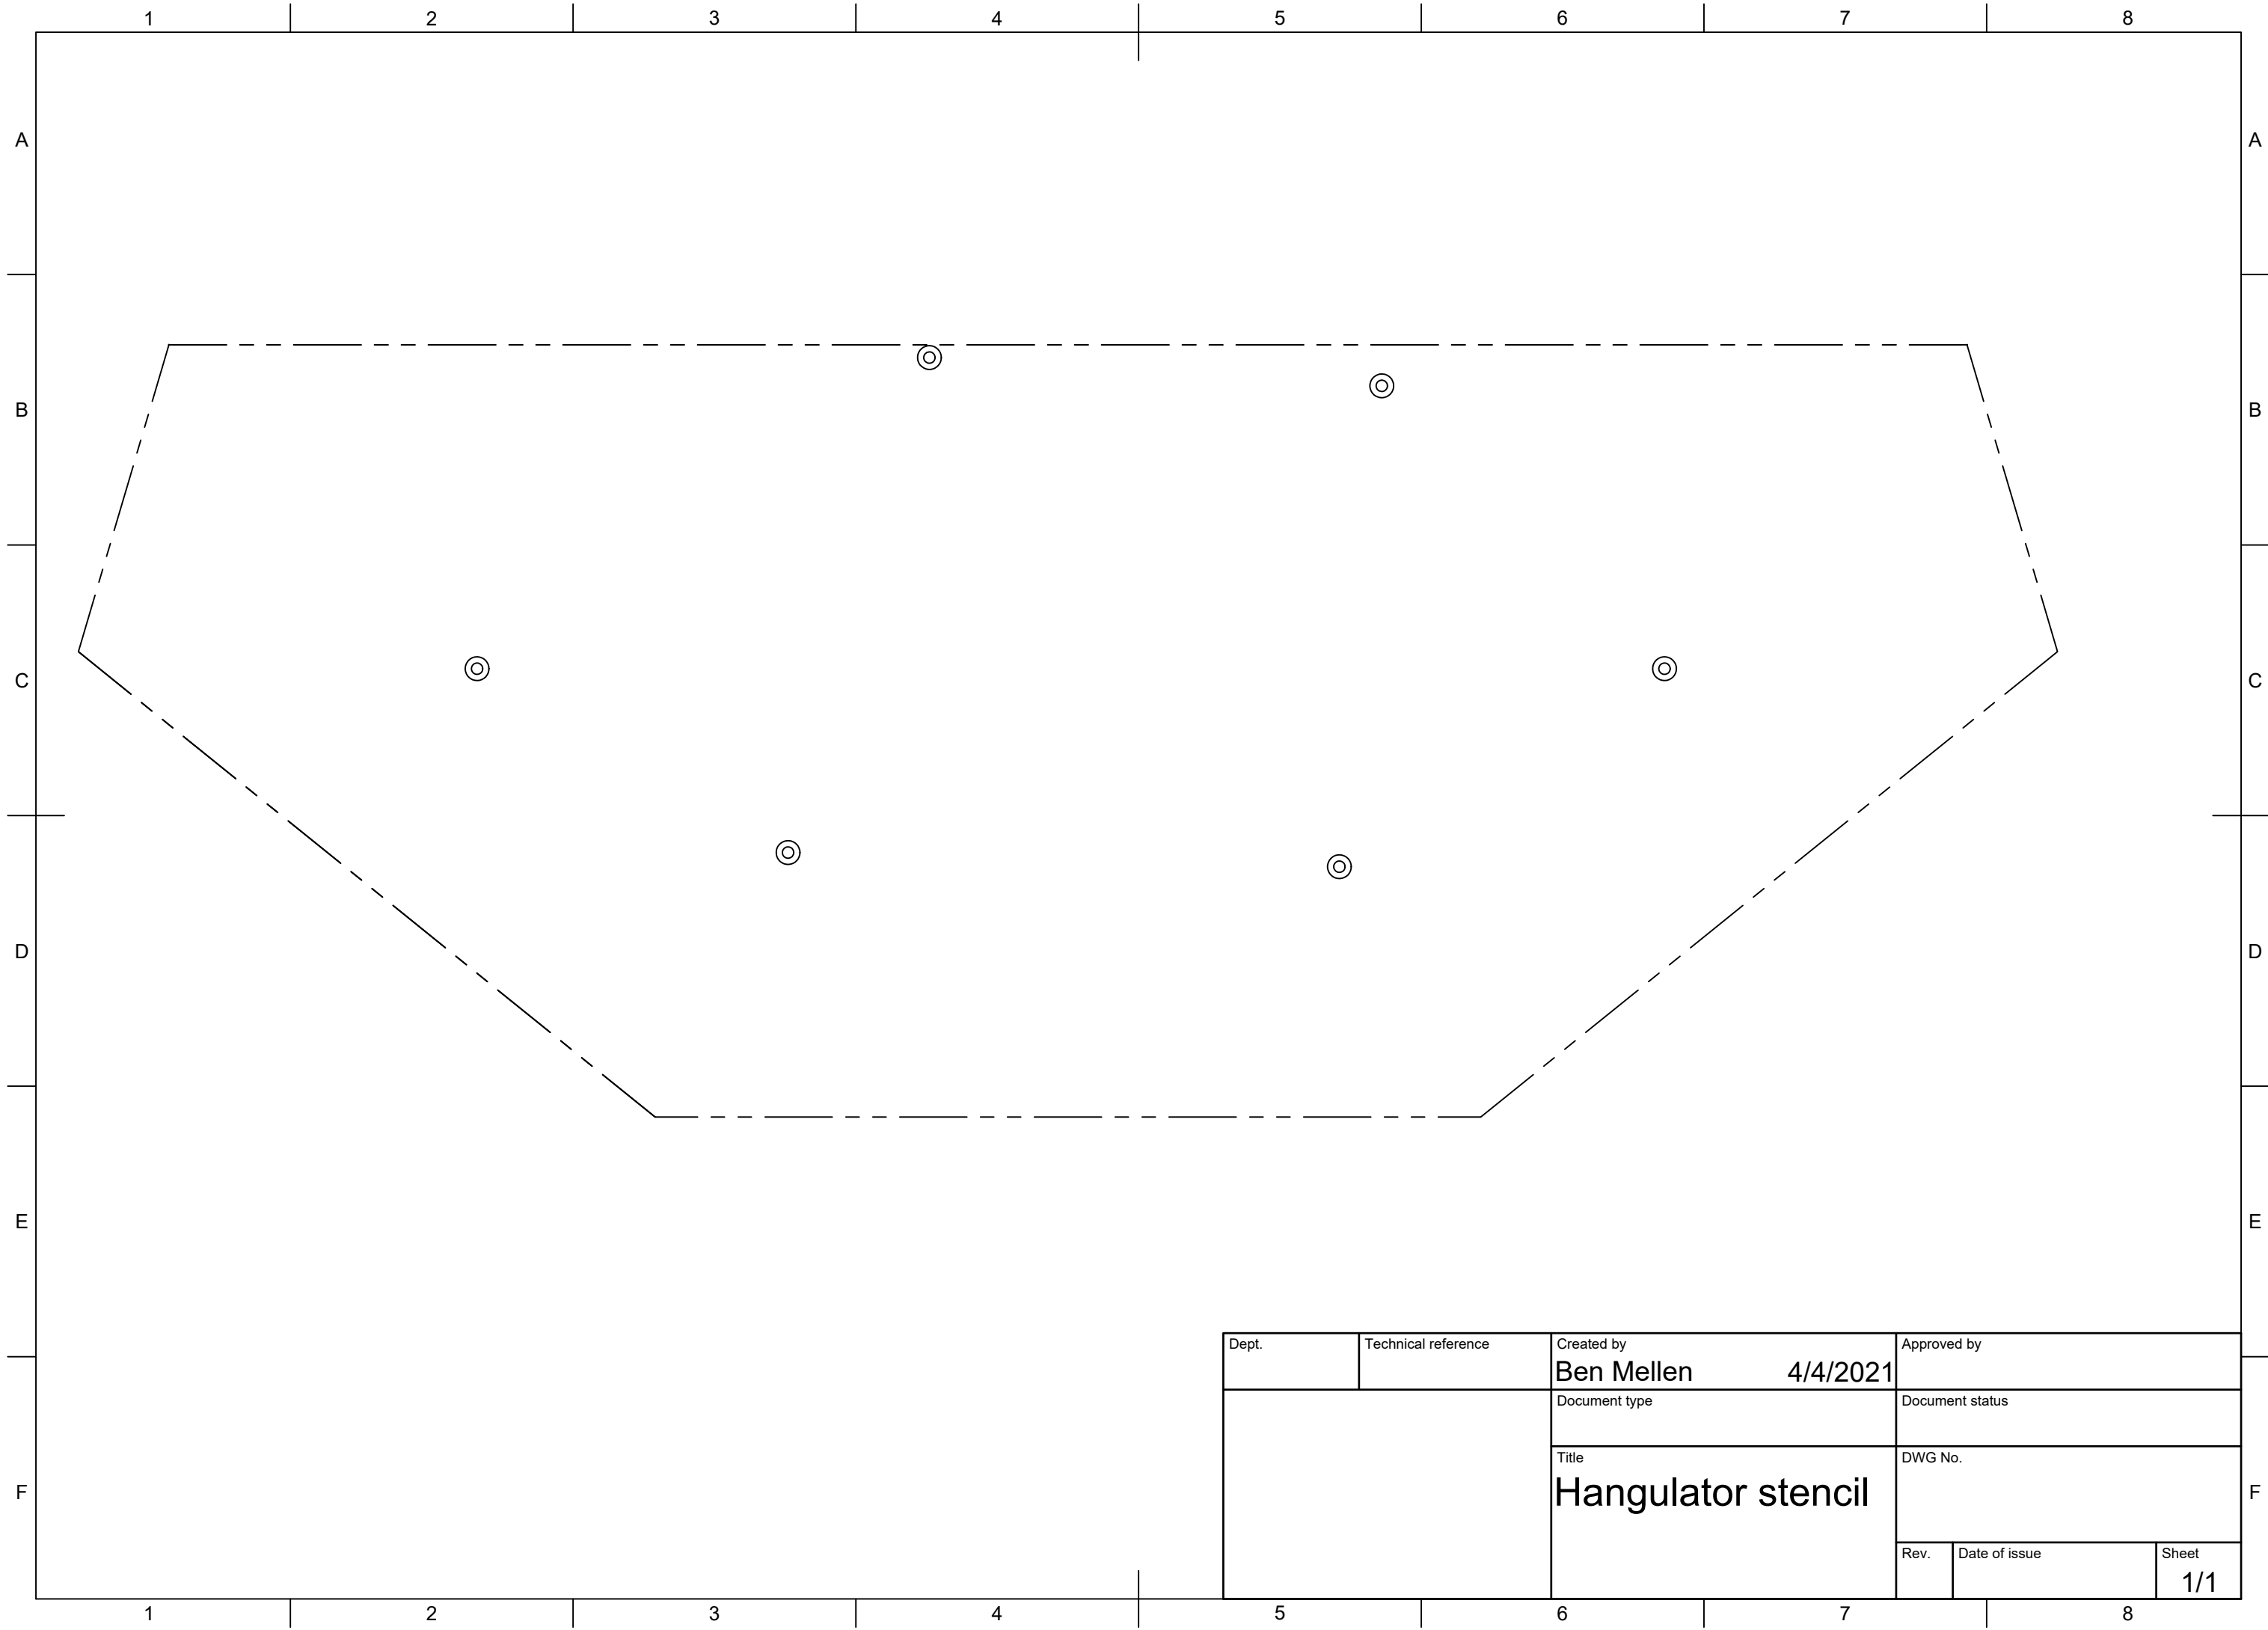 1 2 3 4 5 6 7 8
A A
B B
C C
D D
E E
F F
Dept. Technical reference Created by Approved by
Ben Mellen 4/4/2021
Document type Document status
Title DWG No.
Hangulator stencil
Rev. Date of issue Sheet
1/1
1 2 3 4 5 6 7 8